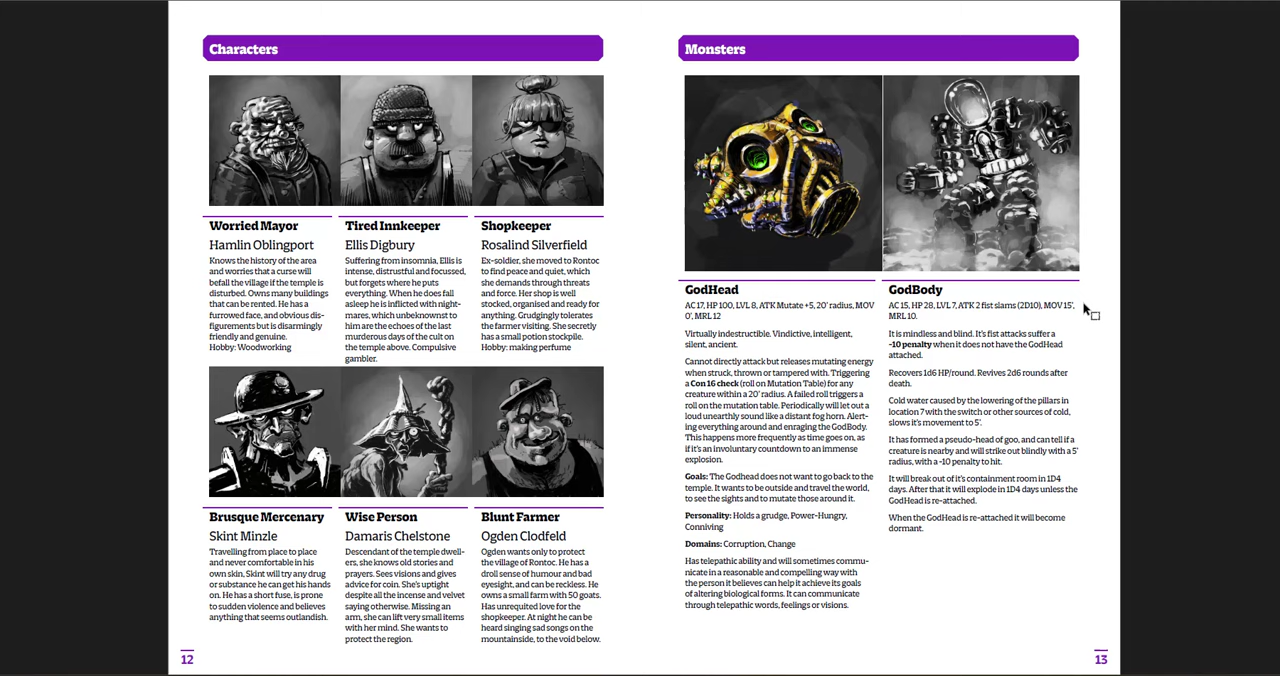 Characters
Worried Mayor
Hamlin Oblingport
Knows the history of the area
and worries that a curse will
befall the village if the temple is
disturbed. Owns many buildings
that can be rented. He has a
furrowed face, and obvious dis-
figurements but is disarmingly
friendly and genuine.
Hobby: Woodworking
Tired Innkeeper
Ellis Digbury
Suffering from insomnia, Ellis is
intense, distrustful and focussed,
but forgets where he puts
everything. When he does fall
asleep he is inflicted with night-
mares, which unbeknownst to
him are the echoes of the last
murderous days of the cult on
the temple above. Compulsive
gambler.
Shopkeeper
Rosalind Silverfield
Ex-soldier, she moved to Rontoc
to find peace and quiet, which
she demands through threats
and force. Her shop is well
stocked, organised and ready for
anything. Grudgingly tolerates
the farmer visiting. She secretly
has a small potion stockpile.
Hobby: making perfume
Brusque Mercenary
Skint Minzle
Travelling from place to place
and never comfortable in his
own skin, Skint will try any drug
or substance he can get his hands
on. He has a short fuse, is prone
to sudden violence and believes
anything that seems outlandish.
Wise Person
Damaris Chelstone
Descendant of the temple dwell-
ers, she knows old stories and
prayers. Sees visions and gives
advice for coin. She's uptight
despite all the incense and velvet
saying otherwise. Missing an
arm, she can lift very small items
with her mind. She wants to
protect the region.
Blunt Farmer
Ogden Clodfeld
Ogden wants only to protect
the village of Rontoc. He has a
droll sense of humour and bad
eyesight, and can be reckless. He
owns a small farm with 50 goats.
Has unrequited love for the
shopkeeper. At night he can be
heard singing sad songs on the
mountainside, to the void below.
12
Monsters
GodHead
AC 17, HP 100, LVL 8, ATK Mutate +5, 20' radius, MOV
0', MRL 12
Virtually indestructible. Vindictive, intelligent,
silent, ancient.
Cannot directly attack but releases mutating energy
when struck, thrown or tampered with. Triggering
a Con 16 check (roll on Mutation Table) for any
creature within a 20' radius. A failed roll triggers a
roll on the mutation table. Periodically will let out a
loud unearthly sound like a distant fog horn. Alert-
ing everything around and enraging the GodBody.
This happens more frequently as time goes on, as
if it's an involuntary countdown to an immense
explosion.
Goals: The Godhead does not want to go back to the
temple. It wants to be outside and travel the world,
to see the sights and to mutate those around it.
Personality: Holds a grudge, Power-Hungry,
Conniving
Domains: Corruption, Change
Has telepathic ability and will sometimes commu-
nicate in a reasonable and compelling way with
the person it believes can help it achieve its goals
of altering biological forms. It can communicate
through telepathic words, feelings or visions.
GodBody
AC 15, HP 28, LVL 7, ATK 2 fist slams (2D10), MOV 15',
MRL 10.
It is mindless and blind. It's fist attacks suffer a
-10 penalty when it does not have the GodHead
attached.
Recovers 1d6 HP/round. Revives 2d6 rounds after
death.
Cold water caused by the lowering of the pillars in
location 7 with the switch or other sources of cold,
slows it's movement to 5'.
It has formed a pseudo-head of goo, and can tell if a
creature is nearby and will strike out blindly with a 5'
radius, with a -10 penalty to hit.
It will break out of it's containment room in 1D4
days. After that it will explode in 1D4 days unless the
GodHead is re-attached.
When the GodHead is re-attached it will become
dormant.
13